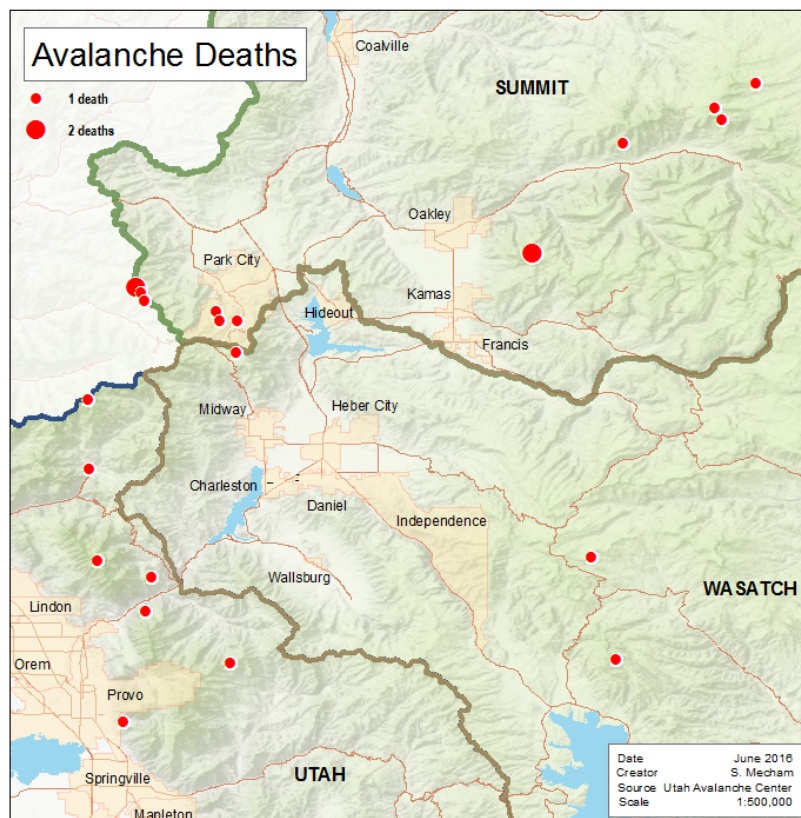 Avalanche Deaths
1 death
2 deaths
Coalville
SUMMIT
Oakley
Park City
Kamas
Hideout
Francis
Heber City
Midway
Charleston
Daniel
Independence
Wallsburg
WASATCH
Lindon
Orem
Provo
UTAH
Springville
Mapleton
Date June 2016
Creator S. Mecham
Source Utah Avalanche Center
Scale 1:500,000